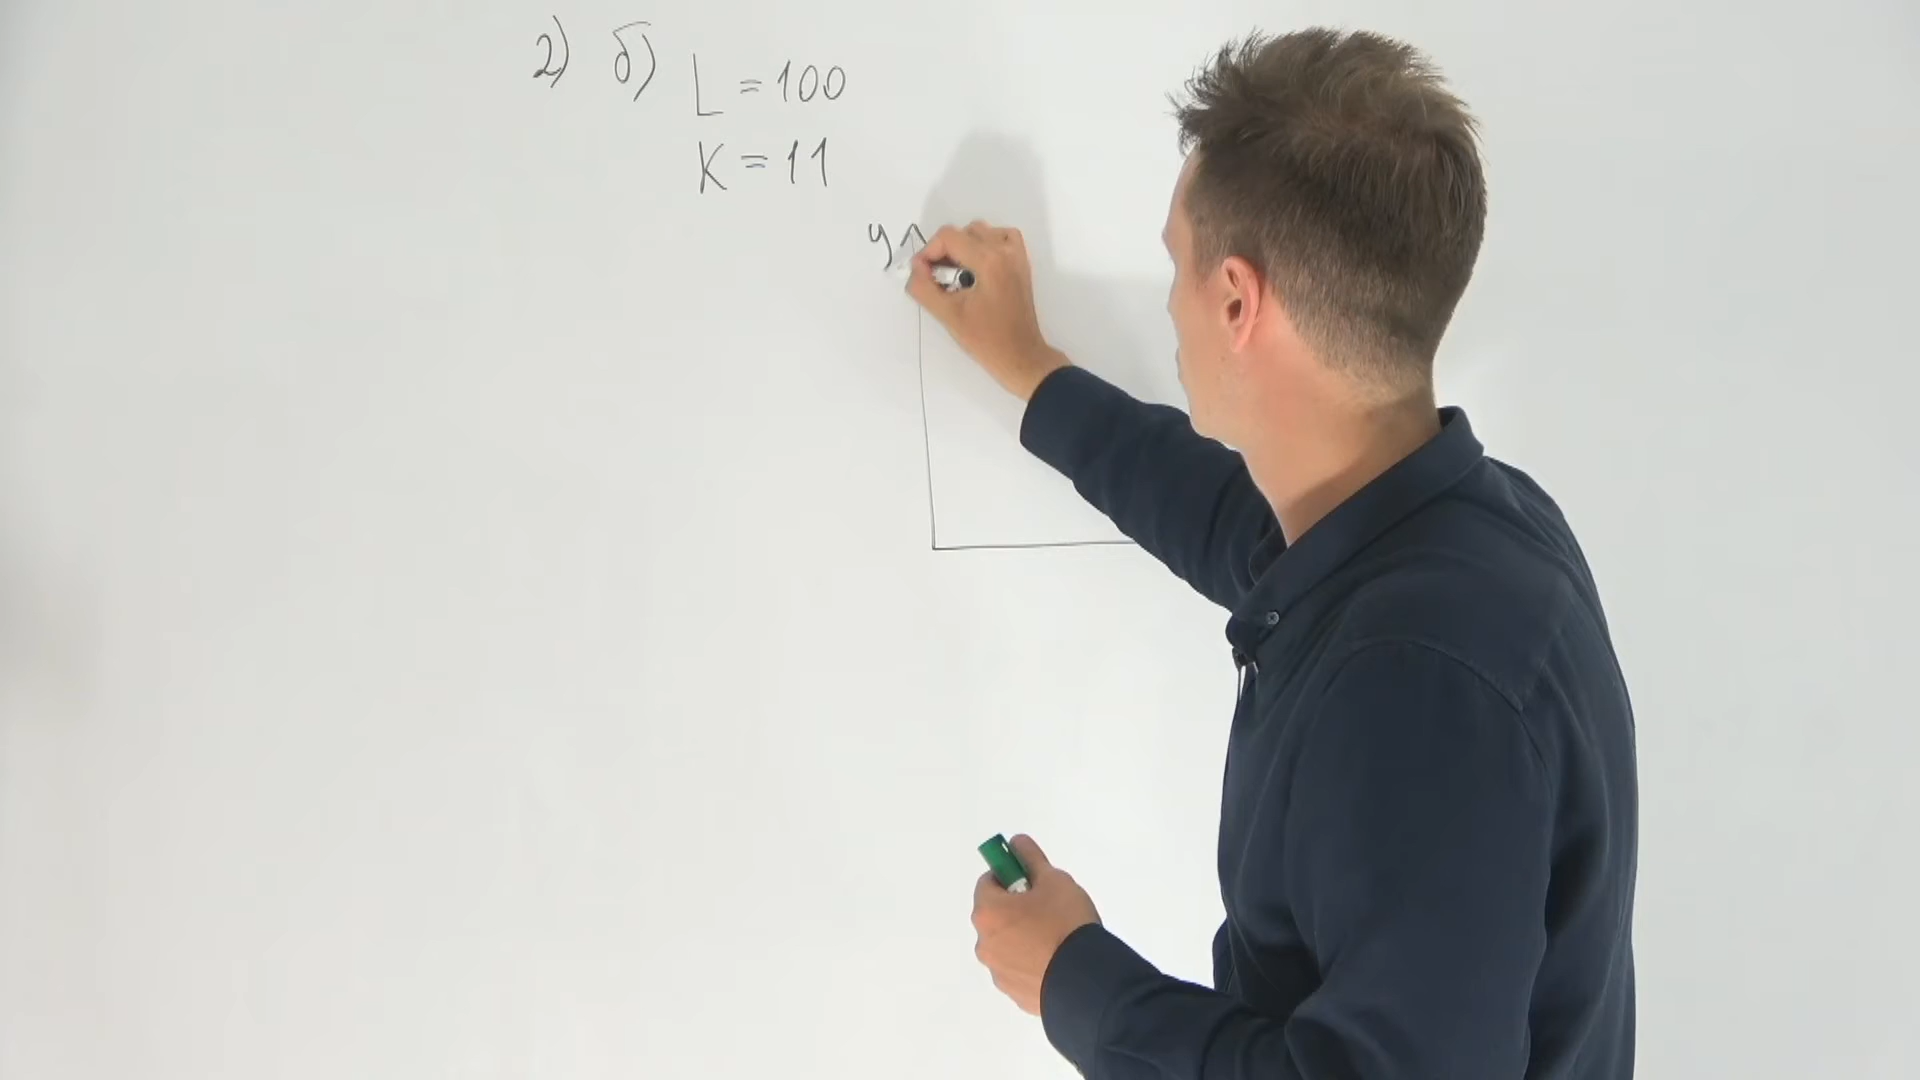 2) б) L = 100
K = 11
y